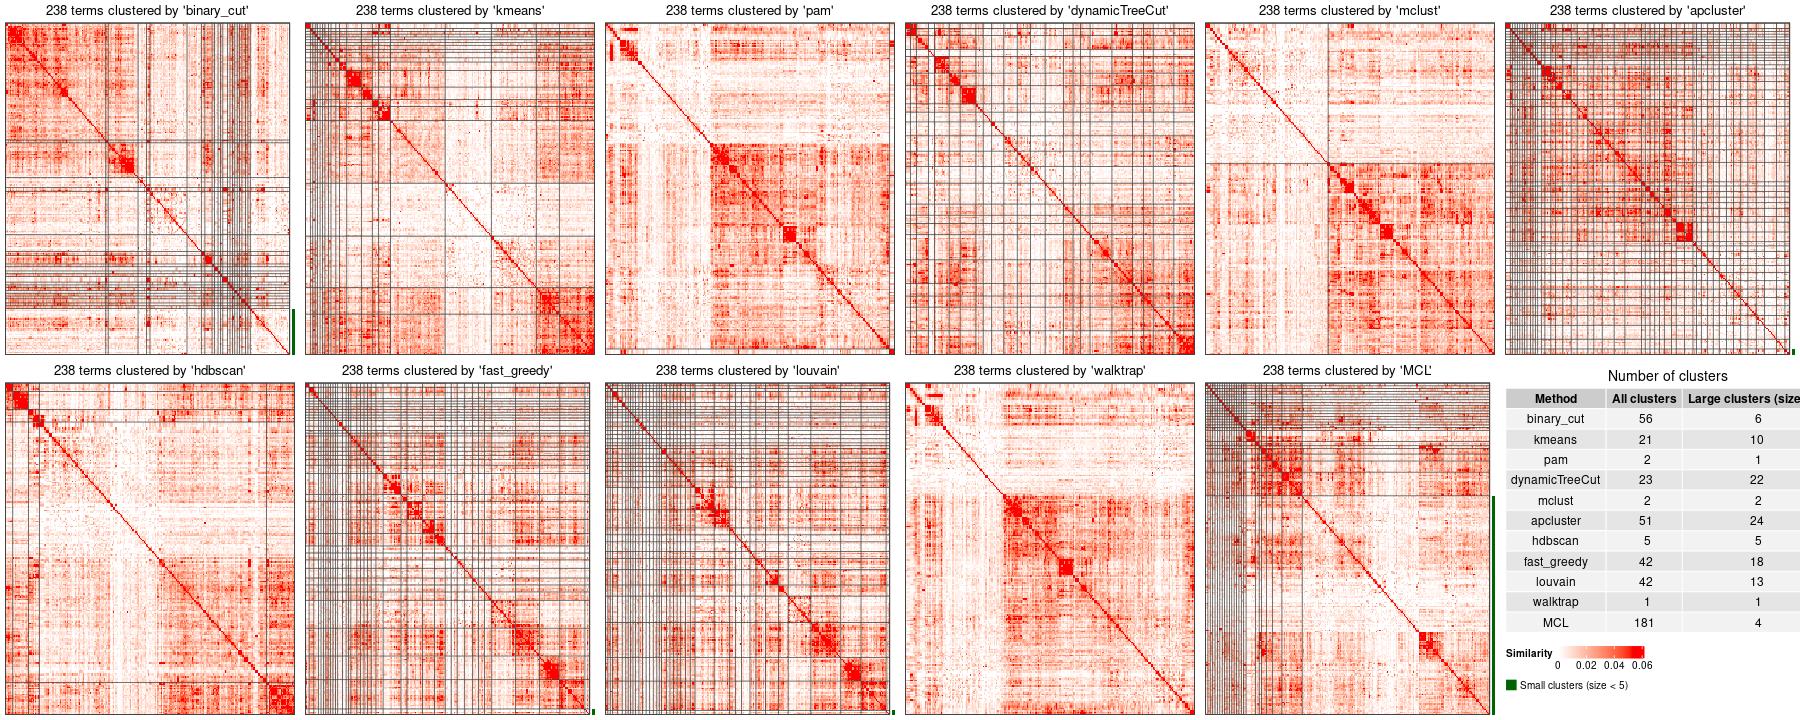 238 terms clustered by 'binary_cut'
238 terms clustered by 'kmeans'
238 terms clustered by 'pam'
238 terms clustered by 'dynamicTreeCut'
238 terms clustered by 'mclust'
238 terms clustered by 'apcluster'
238 terms clustered by 'hdbscan'
238 terms clustered by 'fast_greedy'
238 terms clustered by 'louvain'
238 terms clustered by 'walktrap'
238 terms clustered by 'MCL'
Number of clusters
Method All clusters Large clusters (size
binary_cut 56 6
kmeans 21 10
pam 2 1
dynamicTreeCut 23 22
mclust 2 2
apcluster 51 24
hdbscan 5 5
fast_greedy 42 18
louvain 42 13
walktrap 1 1
MCL 181 4
Similarity
0 0.02 0.04 0.06
Small clusters (size < 5)